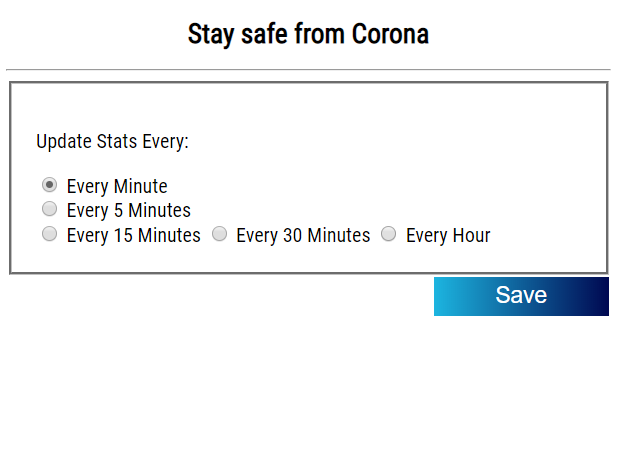 Stay safe from Corona
Update Stats Every:
Every Minute
Every 5 Minutes
Every 15 Minutes Every 30 Minutes Every Hour
Save